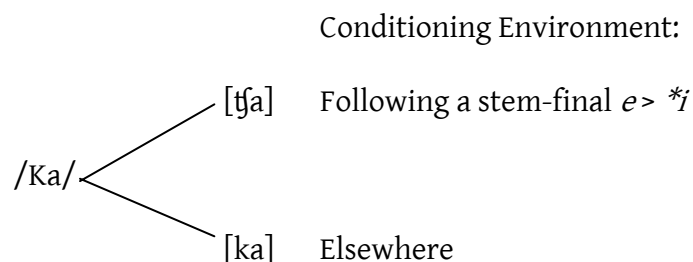 Conditioning Environment:
[ʧa] Following a stem-final e > *i
/Ka/
[ka] Elsewhere